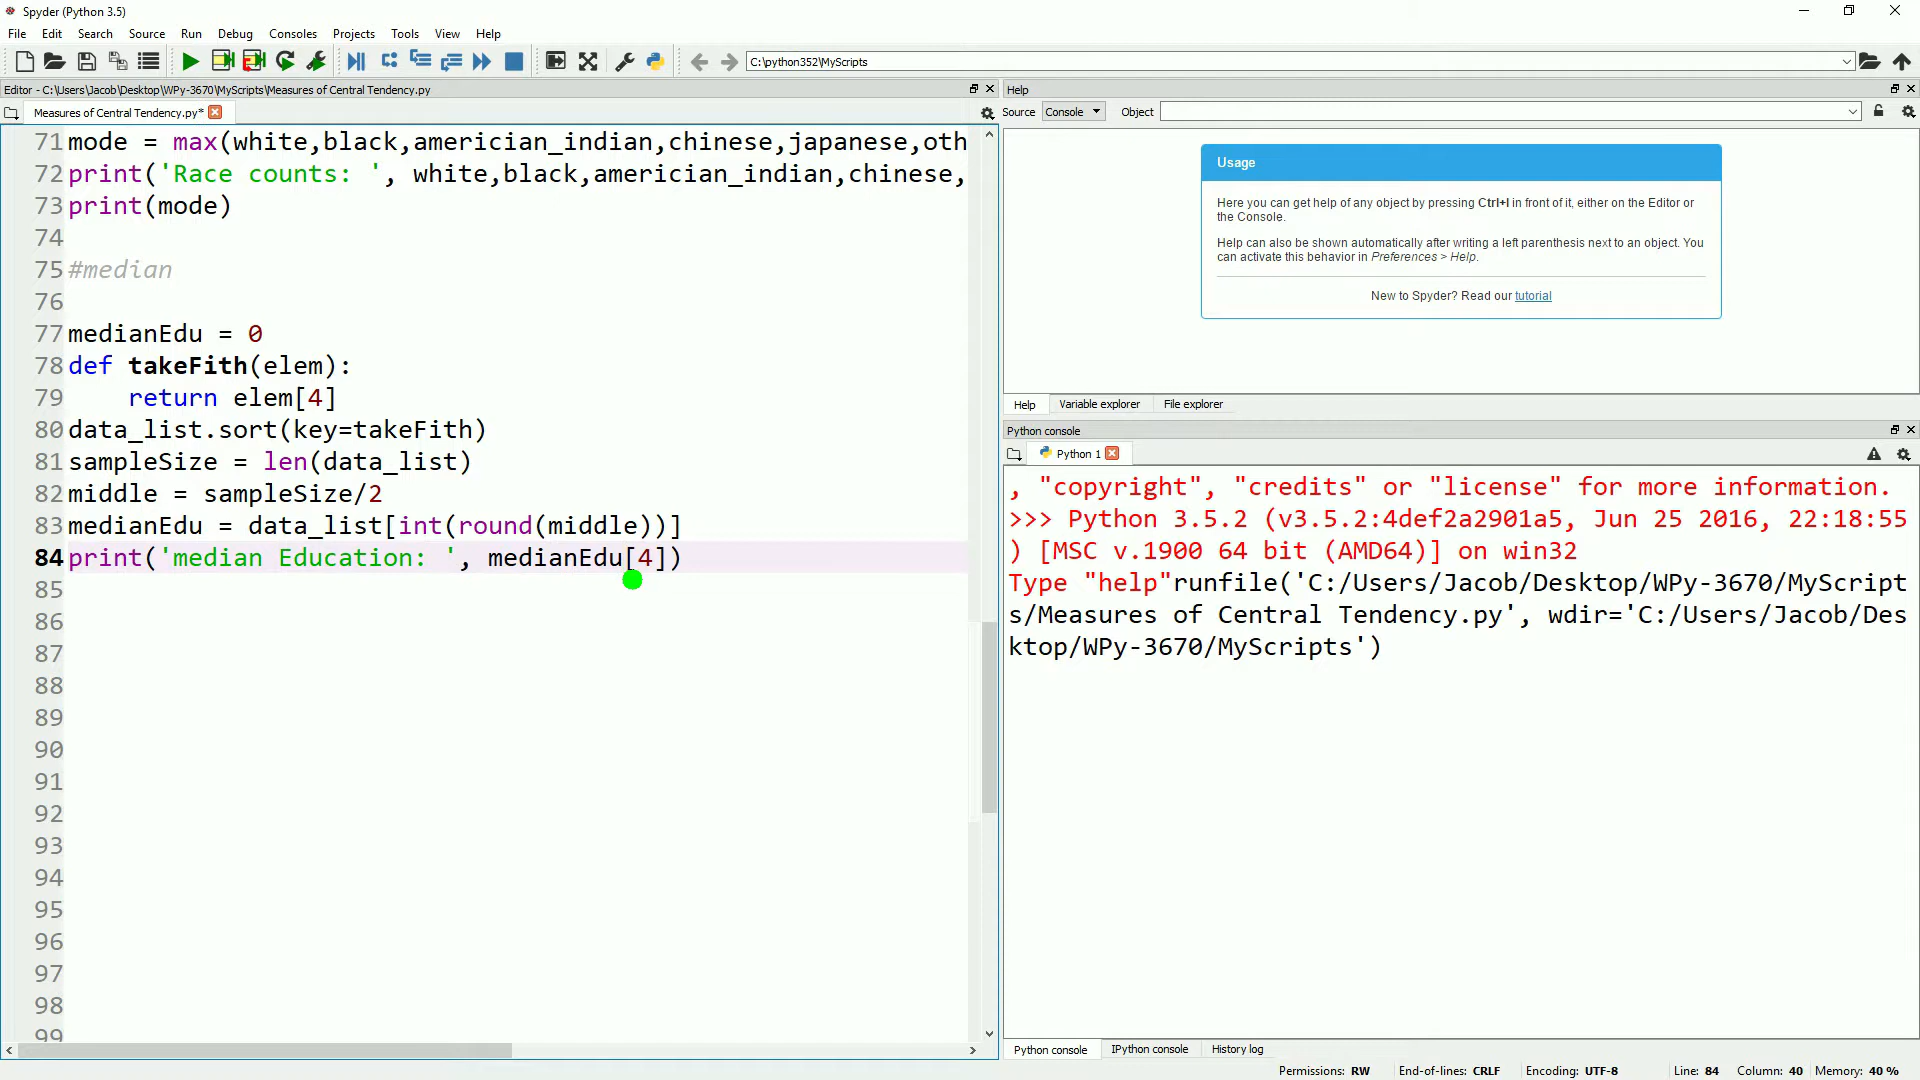 Spyder (Python 3.5)
File Edit Search Source Run Debug Consoles Projects Tools View Help
C:\python352\MyScripts
Editor - C:\Users\Jacob\Desktop\WPy-3670\MyScripts\Measures of Central Tendency.py
Measures of Central Tendency.py*
71 mode = max(white,black,americian_indian,chinese,japanese,oth
72 print('Race counts: ', white,black,americian_indian,chinese,
73 print(mode)
74
75 #median
76
77 medianEdu = 0
78 def takeFith(elem):
79     return elem[4]
80 data_list.sort(key=takeFith)
81 sampleSize = len(data_list)
82 middle = sampleSize/2
83 medianEdu = data_list[int(round(middle))]
84 print('median Education: ', medianEdu[4])
85
86
87
88
89
90
91
92
93
94
95
96
97
98
99
Help
Source Console Object
Usage
Here you can get help of any object by pressing Ctrl+I in front of it, either on the Editor or
the Console.
Help can also be shown automatically after writing a left parenthesis next to an object. You
can activate this behavior in Preferences > Help.
New to Spyder? Read our tutorial
Help Variable explorer File explorer
Python console
Python 1
, "copyright", "credits" or "license" for more information.
>>> Python 3.5.2 (v3.5.2:4def2a2901a5, Jun 25 2016, 22:18:55
) [MSC v.1900 64 bit (AMD64)] on win32
Type "help"runfile('C:/Users/Jacob/Desktop/WPy-3670/MyScript
s/Measures of Central Tendency.py', wdir='C:/Users/Jacob/Des
ktop/WPy-3670/MyScripts')
Python console IPython console History log
Permissions: RW End-of-lines: CRLF Encoding: UTF-8 Line: 84 Column: 40 Memory: 40 %